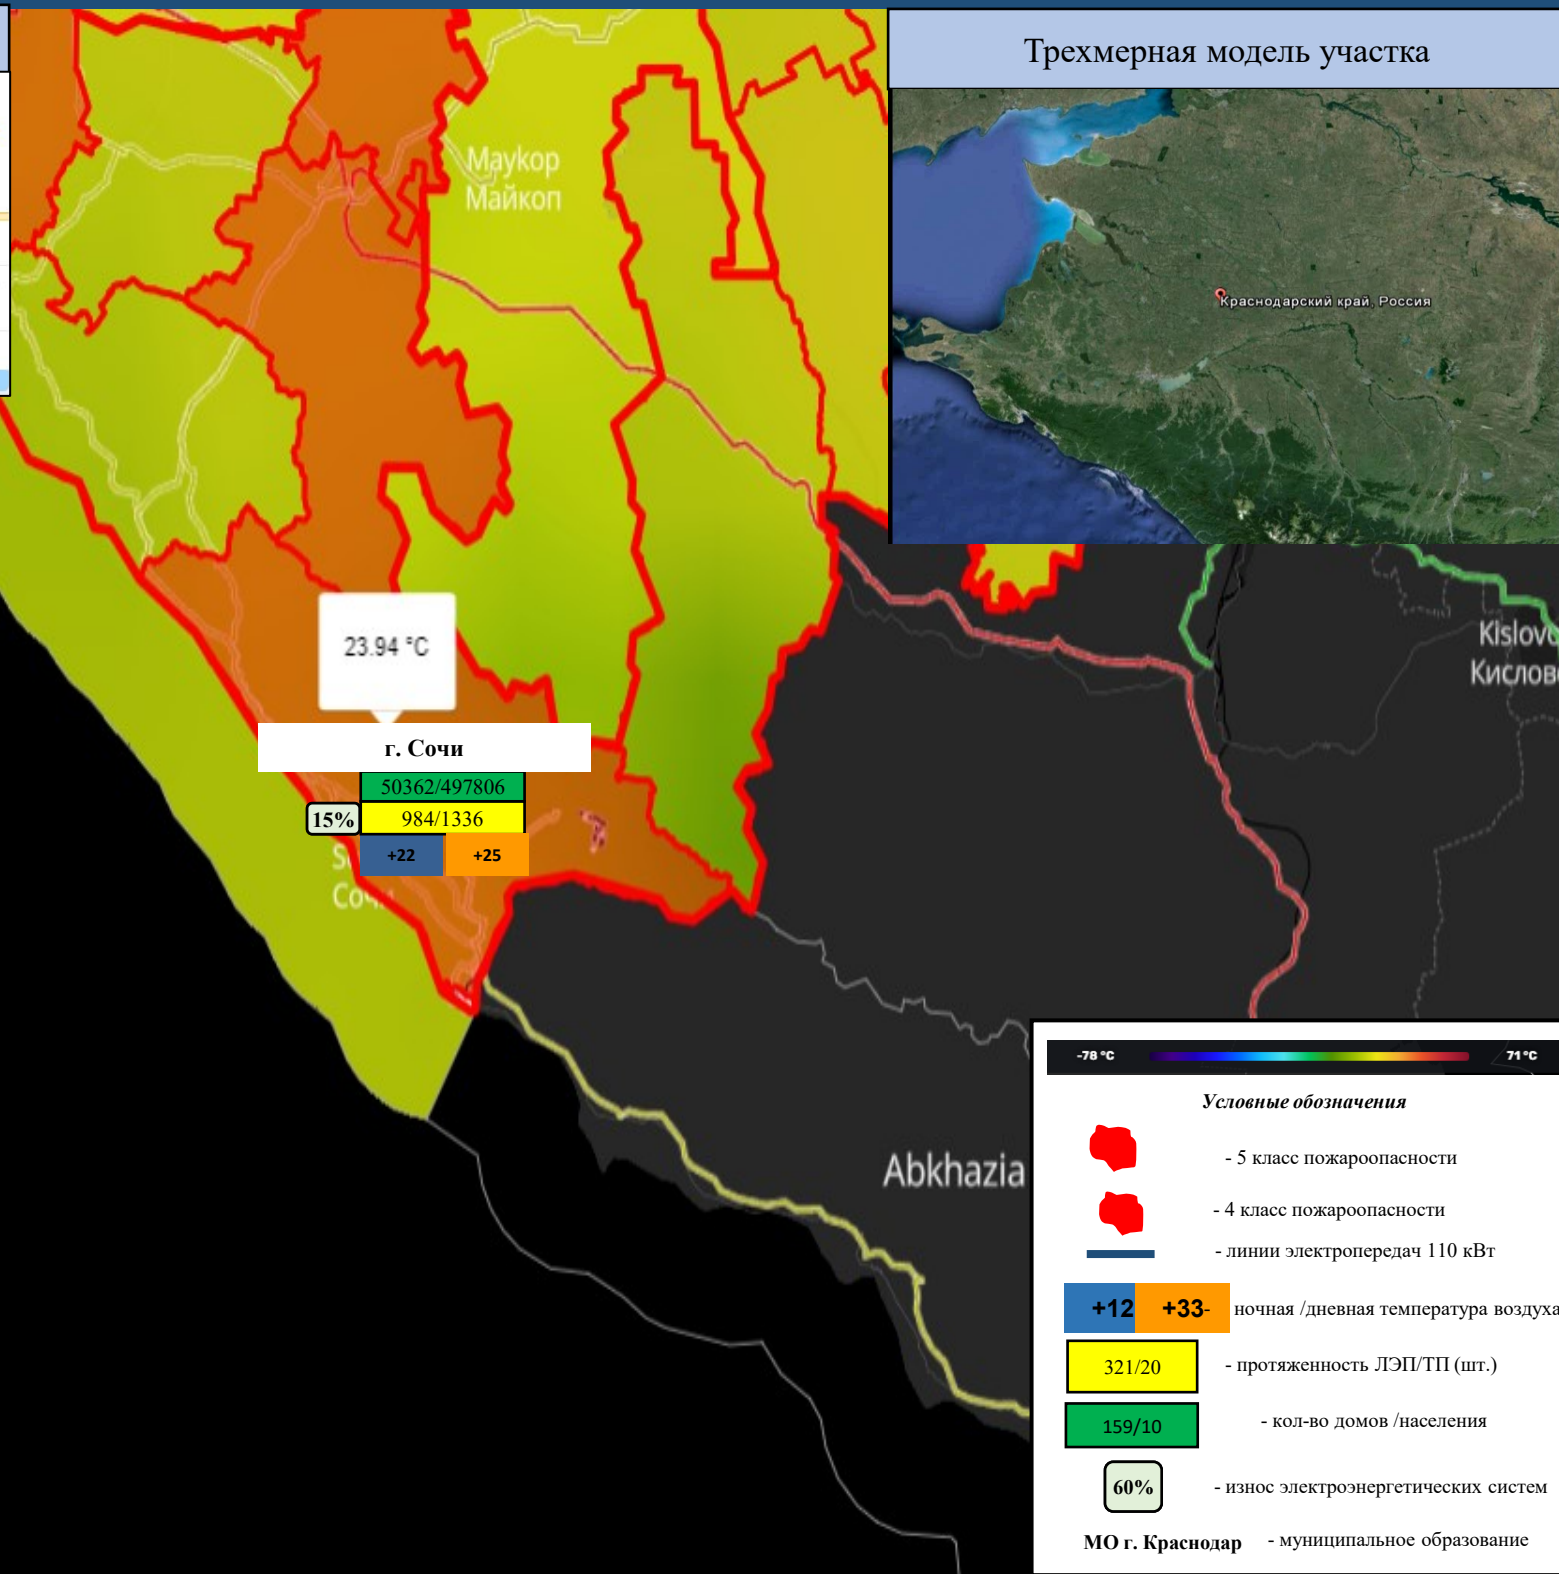 Трехмерная модель участка
Краснодарский край, Россия
Maykop
Майкоп
23.94 °C
г. Сочи
50362/497806
15%
984/1336
+22
+25
Kislov
Кислов
Abkhazia
-78 °C
71 °C
Условные обозначения
- 5 класс пожароопасности
- 4 класс пожароопасности
- линии электропередач 110 кВт
+12 +33- ночная /дневная температура воздуха
321/20 - протяженность ЛЭП/ТП (шт.)
159/10 - кол-во домов /населения
60% - износ электроэнергетических систем
МО г. Краснодар - муниципальное образование